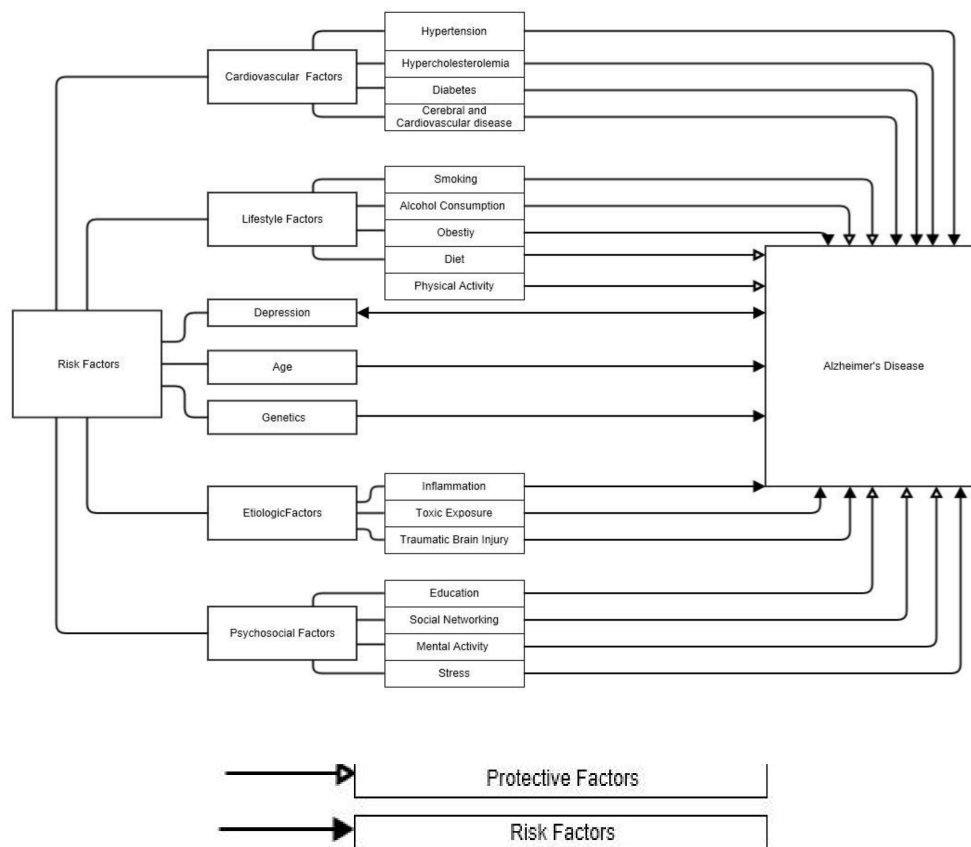 Hypertension
Cardiovascular  Factors
Hypercholesterolemia
Diabetes
Cerebral and
Cardiovascular disease
Smoking
Alcohol Consumption
Lifestyle Factors
Obestiy
Diet
Physical Activity
Depression
Risk Factors
Age
Alzheimer's Disease
Genetics
Inflammation
EtiologicFactors
Toxic Exposure
Traumatic Brain Injury
Education
Social Networking
Psychosocial Factors
Mental Activity
Stress
Protective Factors
Risk Factors